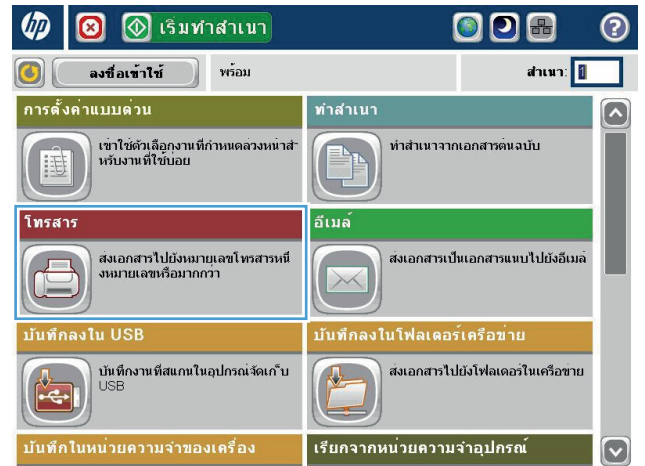 hp เริ่มทำสำเนา ?
ลงชื่อเข้าใช้ พร้อม สำเนา: 1
การตั้งค่าแบบด่วน
เข้าใช้ตัวเลือกงานที่กำหนดล่วงหน้าสำ
หรับงานที่ใช้บ่อย
ทำสำเนา
ทำสำเนาจากเอกสารต้นฉบับ
โทรสาร
ส่งเอกสารไปยังหมายเลขโทรสารหนึ่
งหมายเลขหรือมากกว่า
อีเมล์
ส่งเอกสารเป็นเอกสารแนบไปยังอีเมล์
บันทึกลงใน USB
บันทึกงานที่สแกนในอุปกรณ์จัดเก็บ
USB
บันทึกลงในโฟลเดอร์เครือข่าย
ส่งเอกสารไปยังโฟลเดอร์ในเครือข่าย
บันทึกในหน่วยความจำของเครื่อง
เรียกจากหน่วยความจำอุปกรณ์